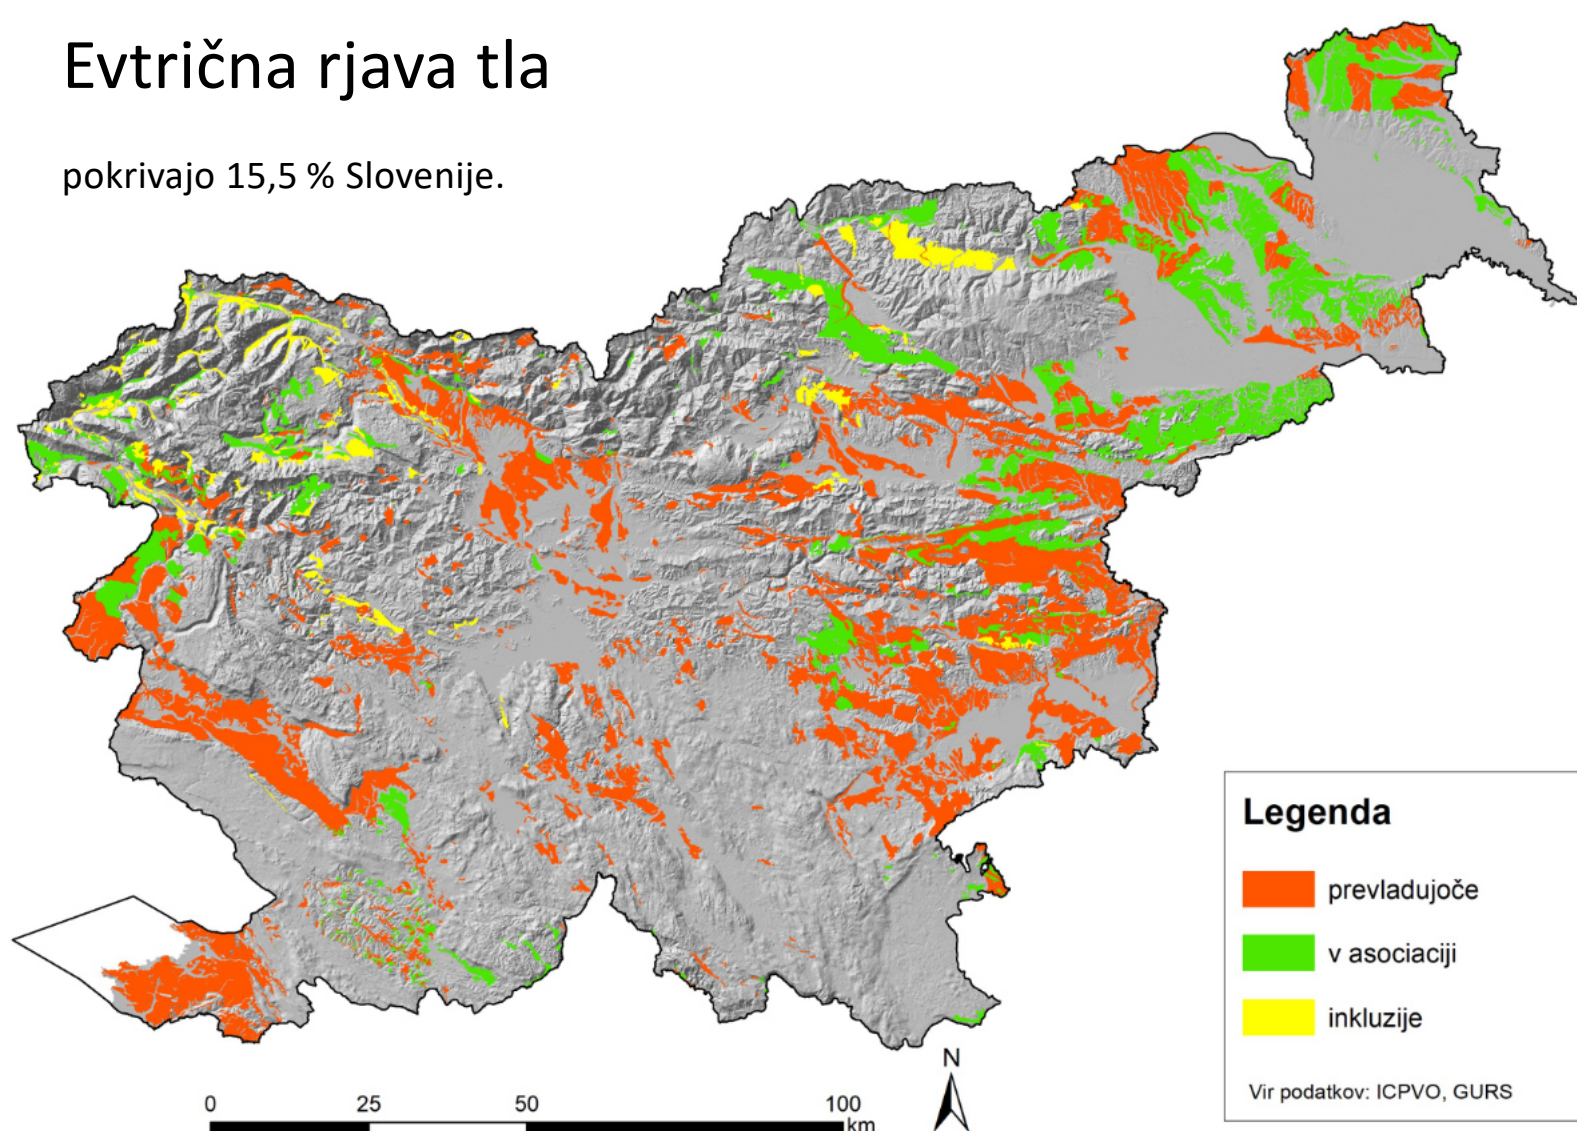 Evtrična rjava tla
pokrivajo 15,5 % Slovenije.
Legenda
prevladujoče
v asociaciji
inkluzije
Vir podatkov: ICPVO, GURS
N
0 25 50 100
km